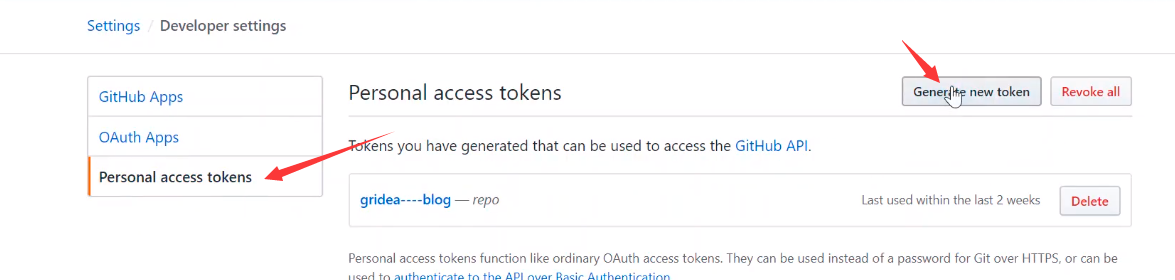 Settings / Developer settings
GitHub Apps
OAuth Apps
Personal access tokens
Personal access tokens
Generate new token
Revoke all
Tokens you have generated that can be used to access the GitHub API.
gridea----blog — repo
Last used within the last 2 weeks
Delete
Personal access tokens function like ordinary OAuth access tokens. They can be used instead of a password for Git over HTTPS, or can be
used to authenticate to the API over Basic Authentication.